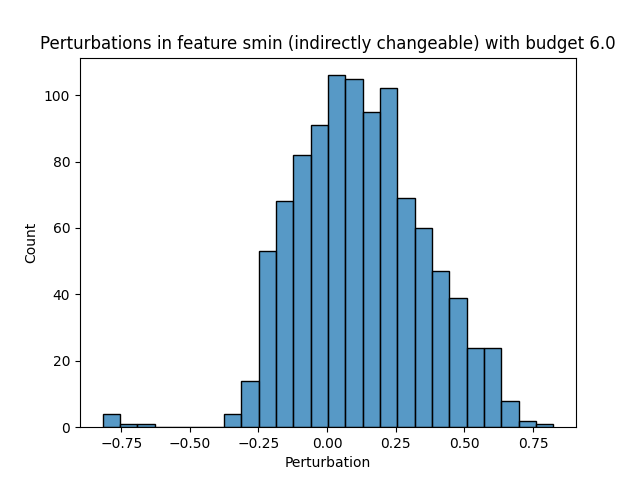 Perturbations in feature smin (indirectly changeable) with budget 6.0
Count
100
80
60
40
20
0
−0.75 −0.50 −0.25 0.00 0.25 0.50 0.75
Perturbation